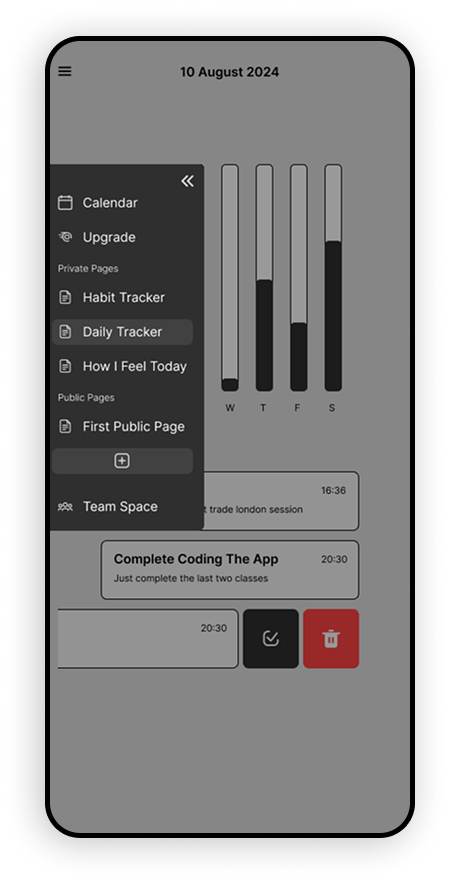 10 August 2024
Calendar
Upgrade
Private Pages
Habit Tracker
Daily Tracker
How I Feel Today
Public Pages
First Public Page
Team Space
W T F S
16:36
t trade london session
Complete Coding The App
20:30
Just complete the last two classes
20:30